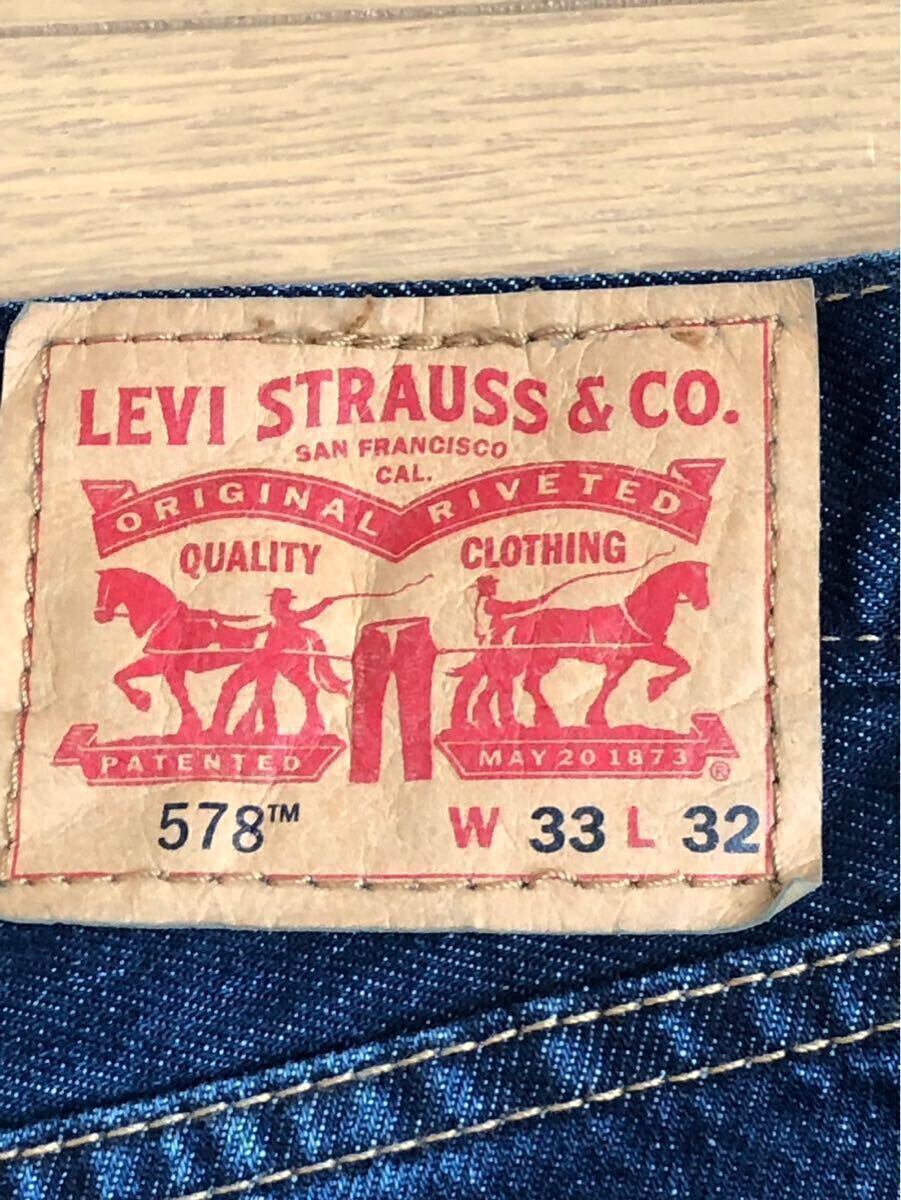 LEVI STRAUSS & CO.
SAN FRANCISCO
CAL.
ORIGINAL RIVETED
QUALITY CLOTHING
PATENTED MAY 20 1873 ®
578™ W 33 L 32